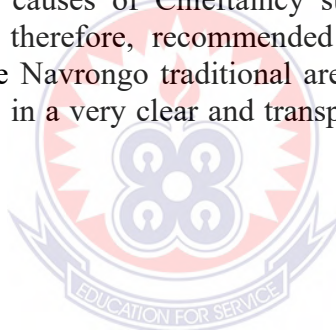 causes of Chieftaincy
therefore, recommended
Navrongo traditional
in a very clear and
EDUCATION FOR SERVICE